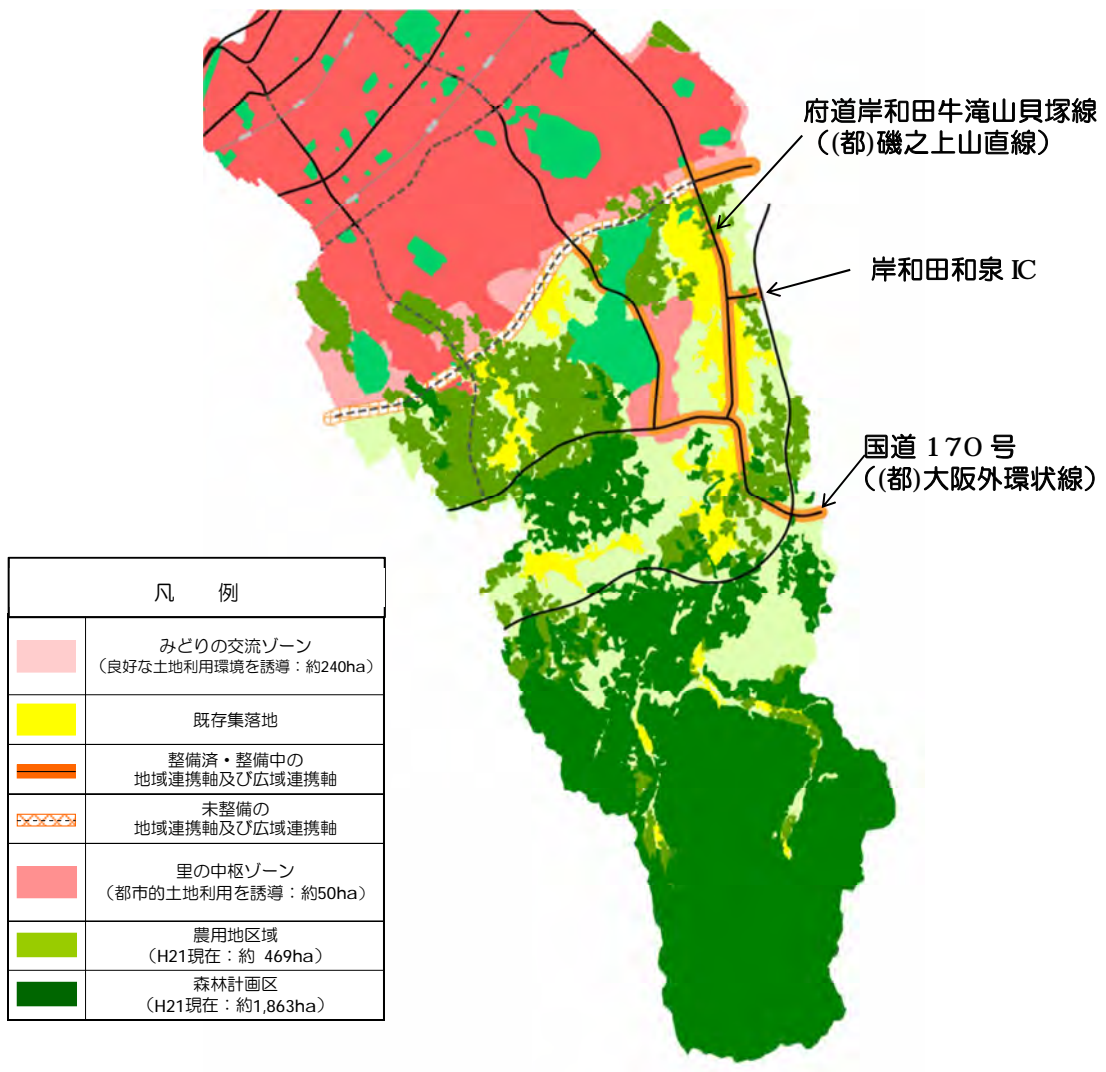 府道岸和田牛滝山貝塚線
((都)磯之上山直線)
岸和田和泉 IC
国道 170 号
((都)大阪外環状線)
凡 例
みどりの交流ゾーン
(良好な土地利用環境を誘導:約240ha)
既存集落地
整備済・整備中の
地域連携軸及び広域連携軸
未整備の
地域連携軸及び広域連携軸
里の中枢ゾーン
(都市的土地利用を誘導:約50ha)
農用地区域
(H21現在:約 469ha)
森林計画区
(H21現在:約1,863ha)